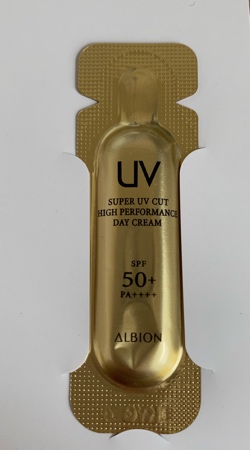 UV
SUPER UV CUT
HIGH PERFORMANCE
DAY CREAM
SPF
50+
PA++++
ALBION